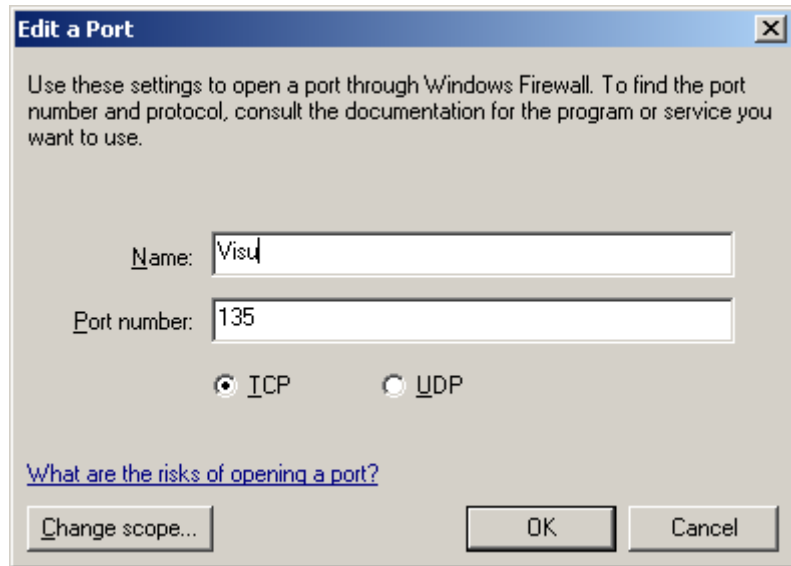 Edit a Port
Use these settings to open a port through Windows Firewall. To find the port
number and protocol, consult the documentation for the program or service you
want to use.
Name: Visu
Port number: 135
TCP UDP
What are the risks of opening a port?
Change scope... OK Cancel